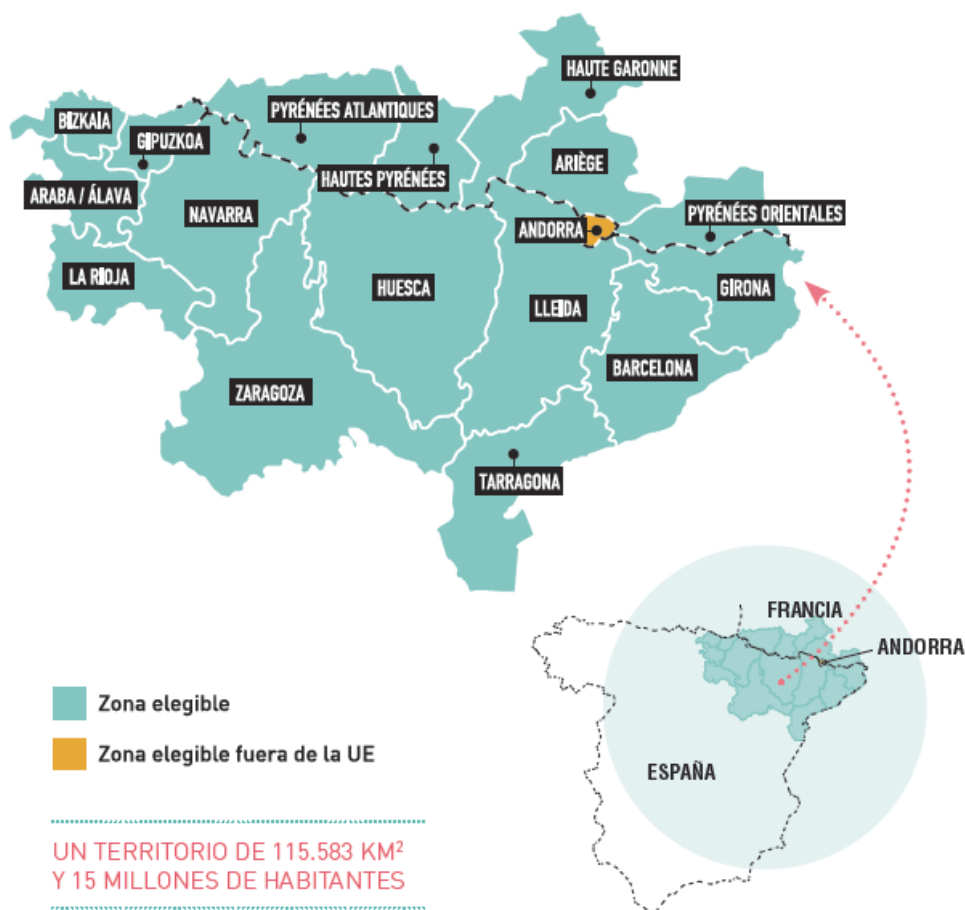 HAUTE GARONNE
PYRÉNÉES ATLANTIQUES
BIZKAIA
GIPUZKOA
ARIÈGE
HAUTES PYRÉNÉES
ARABA / ÁLAVA
NAVARRA
PYRÉNÉES ORIENTALES
ANDORRA
LA RIOJA
HUESCA
GIRONA
LLEIDA
BARCELONA
ZARAGOZA
TARRAGONA
FRANCIA
ANDORRA
ESPAÑA
Zona elegible
Zona elegible fuera de la UE
UN TERRITORIO DE 115.583 KM²
Y 15 MILLONES DE HABITANTES